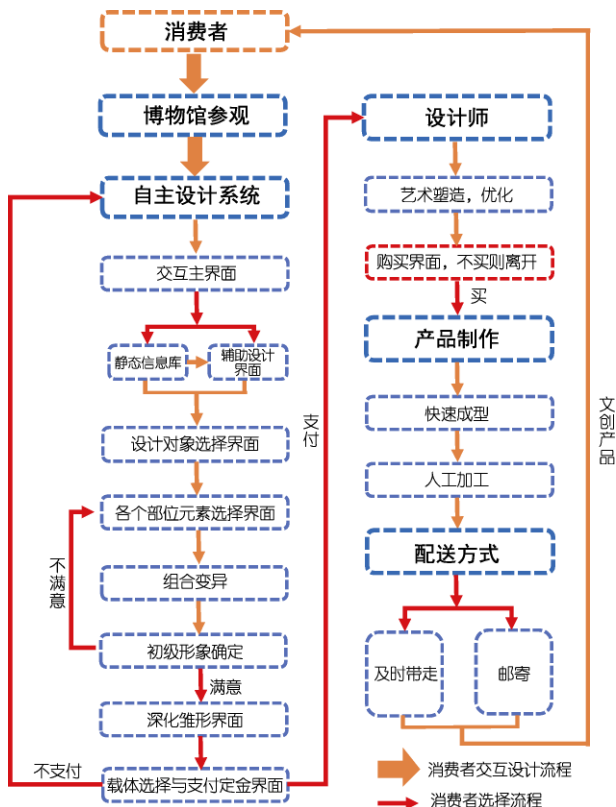 消费者
博物馆参观
自主设计系统
交互主界面
静态信息库
辅助设计
界面
设计对象选择界面
各个部位元素选择界面
不满意
组合变异
初级形象确定
满意
深化雏形界面
不支付
载体选择与支付定金界面
支付
设计师
艺术塑造，优化
购买界面，不买则离开
买
产品制作
快速成型
人工加工
配送方式
及时带走
邮寄
文创产品
消费者交互设计流程
消费者选择流程